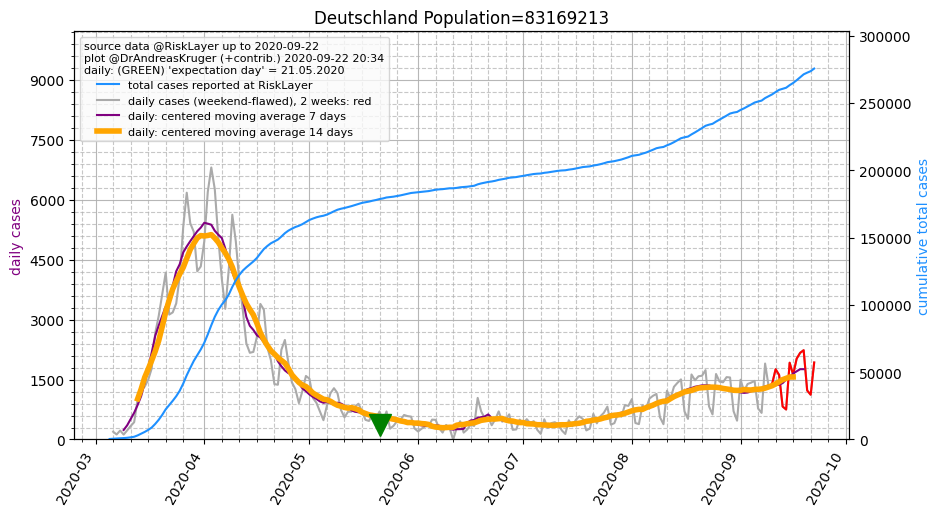 Deutschland Population=83169213
source data @RiskLayer up to 2020-09-22
plot @DrAndreasKruger (+contrib.) 2020-09-22 20:34
daily: (GREEN) 'expectation day' = 21.05.2020
total cases reported at RiskLayer
daily cases (weekend-flawed), 2 weeks: red
daily: centered moving average 7 days
daily: centered moving average 14 days
daily cases
9000
7500
6000
4500
3000
1500
0
300000
250000
200000
150000
100000
50000
0
cumulative total cases
2020-03
2020-04
2020-05
2020-06
2020-07
2020-08
2020-09
2020-10